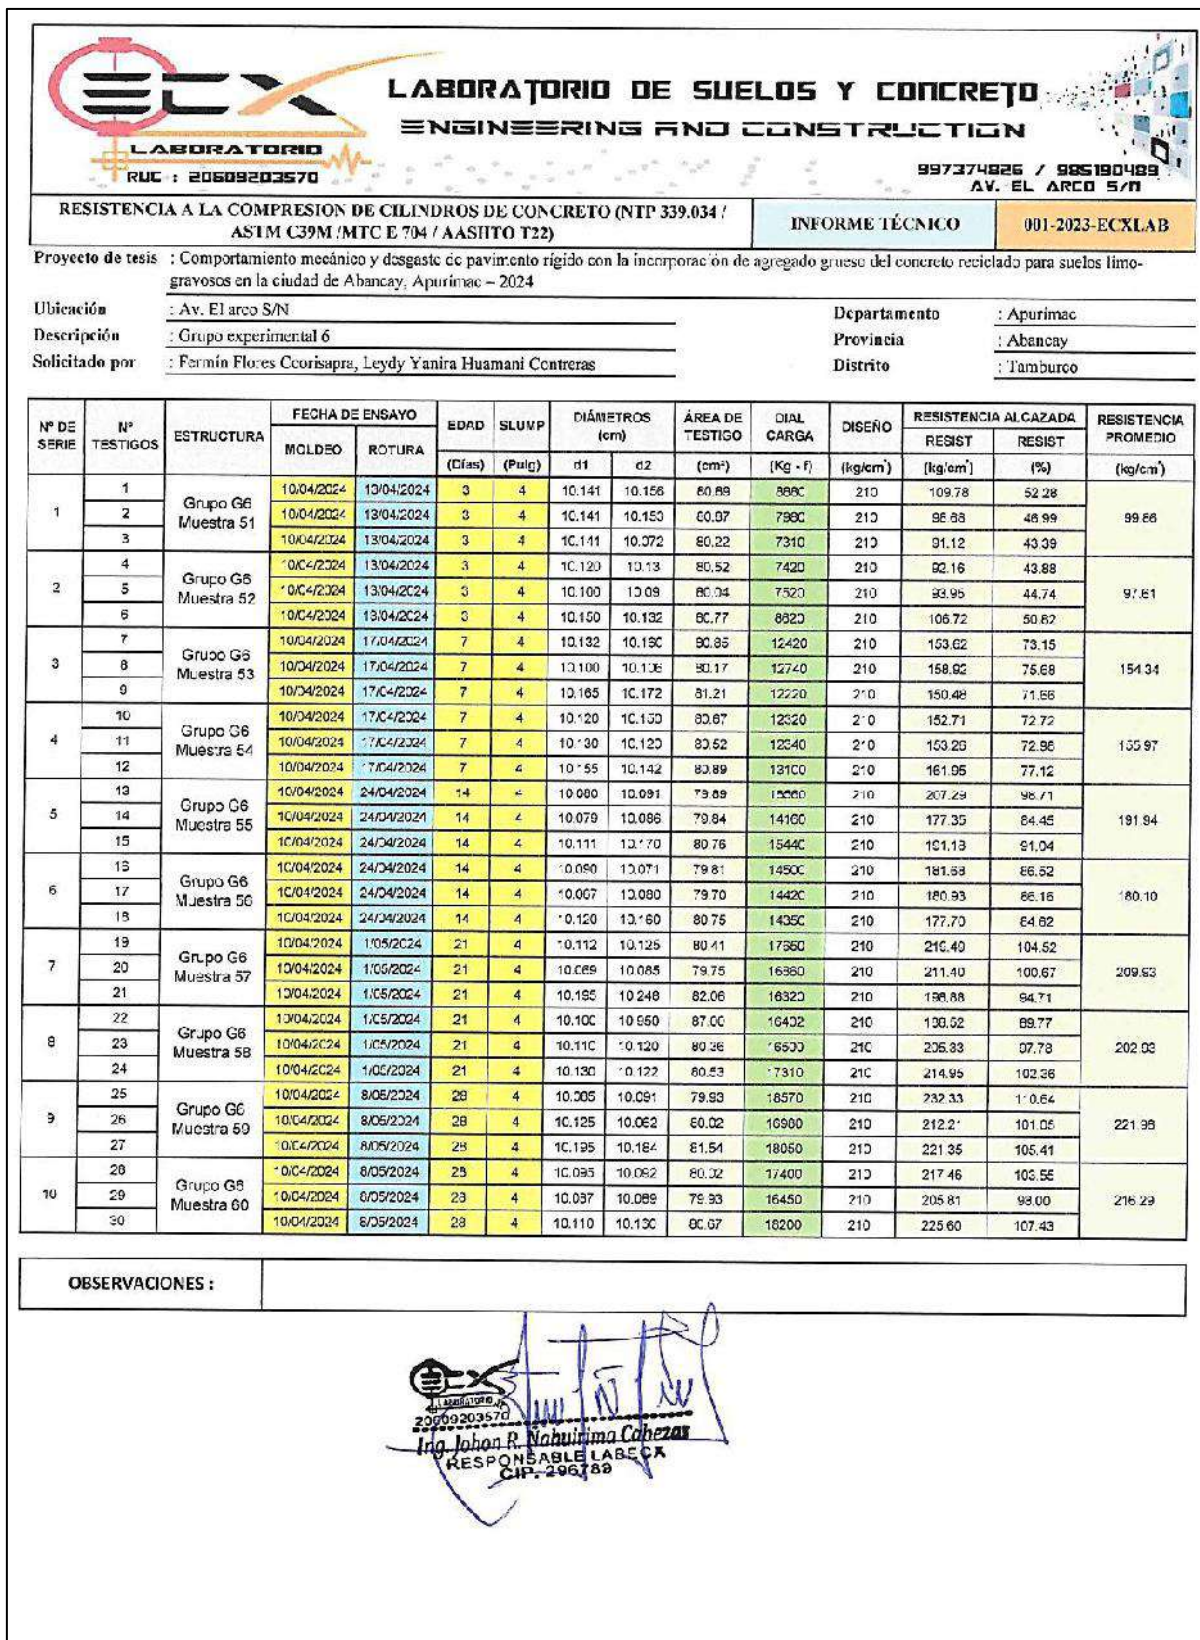 ECX
LABORATORIO
RUC : 20609203570
LABORATORIO DE SUELOS Y CONCRETO
ENGINEERING AND CONSTRUCTION
997374826 / 985190489
AV. EL ARCO S/N
RESISTENCIA A LA COMPRESION DE CILINDROS DE CONCRETO (NTP 339.034 /
ASTM C39M /MTC E 704 / AASHTO T22)
INFORME TÉCNICO
001-2023-ECXLAB
Proyecto de tesis : Comportamiento mecánico y desgaste de pavimento rígido con la incorporación de agregado grueso del concreto reciclado para suelos limo-
gravosos en la ciudad de Abancay, Apurímac – 2024
Ubicación : Av. El arco S/N Departamento : Apurimac
Descripción : Grupo experimental 6 Provincia : Abancay
Solicitado por : Fermín Flores Ccorisapra, Leydy Yanira Huamani Contreras Distrito : Tamburco
N° DE SERIE N° TESTIGOS ESTRUCTURA FECHA DE ENSAYO EDAD SLUMP DIÁMETROS (cm) ÁREA DE TESTIGO DIAL CARGA DISEÑO RESISTENCIA ALCAZADA RESISTENCIA PROMEDIO
MOLDEO ROTURA RESIST RESIST
(Días) (Pulg) d1 d2 (cm²) (Kg - f) (kg/cm²) (kg/cm²) (%) (kg/cm²)
1 Grupo G6 Muestra 51 99.86
1 10/04/2024 13/04/2024 3 4 10.141 10.156 80.89 8880 210 109.78 52.28
2 10/04/2024 13/04/2024 3 4 10.141 10.153 80.87 7980 210 98.68 46.99
3 10/04/2024 13/04/2024 3 4 10.141 10.072 80.22 7310 210 91.12 43.39
2 Grupo G6 Muestra 52 97.61
4 10/04/2024 13/04/2024 3 4 10.120 10.13 80.52 7420 210 92.16 43.88
5 10/04/2024 13/04/2024 3 4 10.100 10.09 80.04 7520 210 93.95 44.74
6 10/04/2024 13/04/2024 3 4 10.150 10.132 80.77 8620 210 106.72 50.82
3 Grupo G6 Muestra 53 154.34
7 10/04/2024 17/04/2024 7 4 10.132 10.160 80.85 12420 210 153.62 73.15
8 10/04/2024 17/04/2024 7 4 10.100 10.106 80.17 12740 210 158.92 75.68
9 10/04/2024 17/04/2024 7 4 10.165 10.172 81.21 12220 210 150.48 71.66
4 Grupo G6 Muestra 54 155.97
10 10/04/2024 17/04/2024 7 4 10.120 10.150 80.67 12320 210 152.71 72.72
11 10/04/2024 17/04/2024 7 4 10.130 10.120 80.52 12340 210 153.26 72.98
12 10/04/2024 17/04/2024 7 4 10.155 10.142 80.89 13100 210 161.95 77.12
5 Grupo G6 Muestra 55 191.94
13 10/04/2024 24/04/2024 14 4 10.080 10.091 79.89 210 207.29 98.71
14 10/04/2024 24/04/2024 14 4 10.079 10.086 79.84 14160 210 177.35 84.45
15 10/04/2024 24/04/2024 14 4 10.111 10.170 80.76 15440 210 191.18 91.04
6 Grupo G6 Muestra 56 180.10
16 10/04/2024 24/04/2024 14 4 10.090 10.071 79.81 14500 210 181.68 86.52
17 10/04/2024 24/04/2024 14 4 10.067 10.080 79.70 14420 210 180.93 86.16
18 10/04/2024 24/04/2024 14 4 10.120 10.160 80.75 14350 210 177.70 84.62
7 Grupo G6 Muestra 57 209.93
19 10/04/2024 1/05/2024 21 4 10.112 10.125 80.41 17650 210 219.49 104.52
20 10/04/2024 1/05/2024 21 4 10.069 10.085 79.75 16860 210 211.40 100.67
21 10/04/2024 1/05/2024 21 4 10.195 10.248 82.06 16320 210 198.88 94.71
8 Grupo G6 Muestra 58 202.93
22 10/04/2024 1/05/2024 21 4 10.100 10.950 87.00 16402 210 188.52 89.77
23 10/04/2024 1/05/2024 21 4 10.110 10.120 80.36 16500 210 205.33 97.78
24 10/04/2024 1/05/2024 21 4 10.130 10.122 80.53 17310 210 214.95 102.36
9 Grupo G6 Muestra 59 221.96
25 10/04/2024 8/05/2024 28 4 10.085 10.091 79.93 18570 210 232.33 110.64
26 10/04/2024 8/05/2024 28 4 10.125 10.062 80.02 16980 210 212.21 101.05
27 10/04/2024 8/05/2024 28 4 10.195 10.184 81.54 18050 210 221.35 105.41
10 Grupo G6 Muestra 60 216.29
28 10/04/2024 8/05/2024 28 4 10.095 10.092 80.02 17400 210 217.46 103.55
29 10/04/2024 8/05/2024 28 4 10.087 10.089 79.93 16450 210 205.81 98.00
30 10/04/2024 8/05/2024 28 4 10.110 10.130 80.67 18200 210 225.60 107.43
OBSERVACIONES :
ECX
LABORATORIO
20609203570
Ing. Johon R. Nahuirima Cabezas
RESPONSABLE LABECX
CIP. 296789